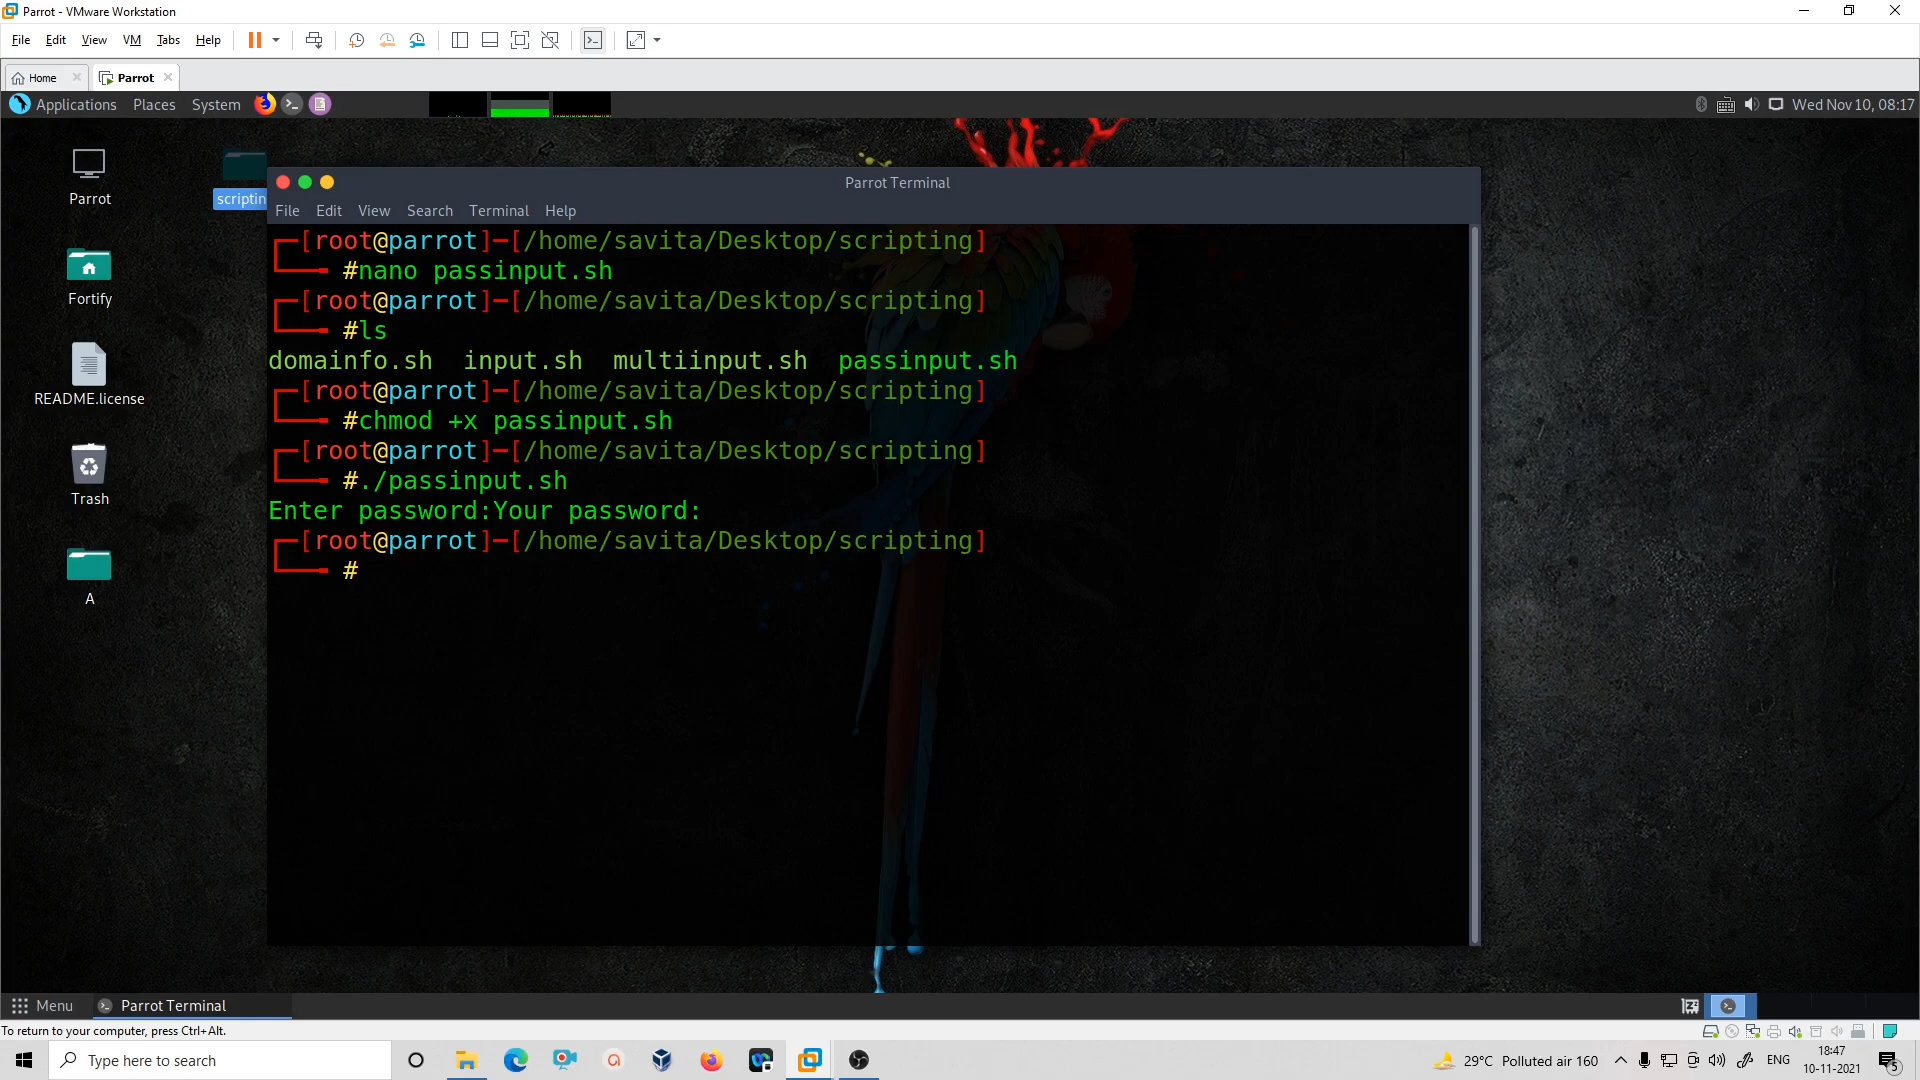 Parrot - VMware Workstation
File Edit View VM Tabs Help
Home Parrot
Applications Places System Wed Nov 10, 08:17
Parrot
scriptin
Fortify
README.license
Trash
A
Parrot Terminal
File Edit View Search Terminal Help
[root@parrot]─[/home/savita/Desktop/scripting]
#nano passinput.sh
[root@parrot]─[/home/savita/Desktop/scripting]
#ls
domainfo.sh input.sh multiinput.sh passinput.sh
[root@parrot]─[/home/savita/Desktop/scripting]
#chmod +x passinput.sh
[root@parrot]─[/home/savita/Desktop/scripting]
#./passinput.sh
Enter password:Your password:
[root@parrot]─[/home/savita/Desktop/scripting]
#
Menu Parrot Terminal
To return to your computer, press Ctrl+Alt.
Type here to search 29°C Polluted air 160 ENG 18:47
10-11-2021 5